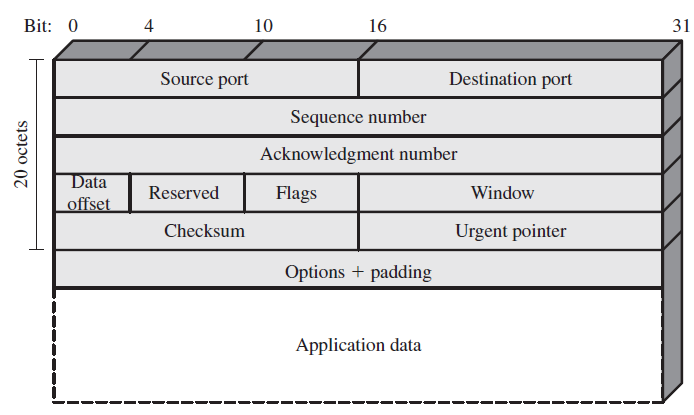 Bit: 0 4 10 16 31
Source port Destination port
Sequence number
Acknowledgment number
Data
offset
Reserved Flags Window
Checksum Urgent pointer
Options + padding
Application data
20 octets